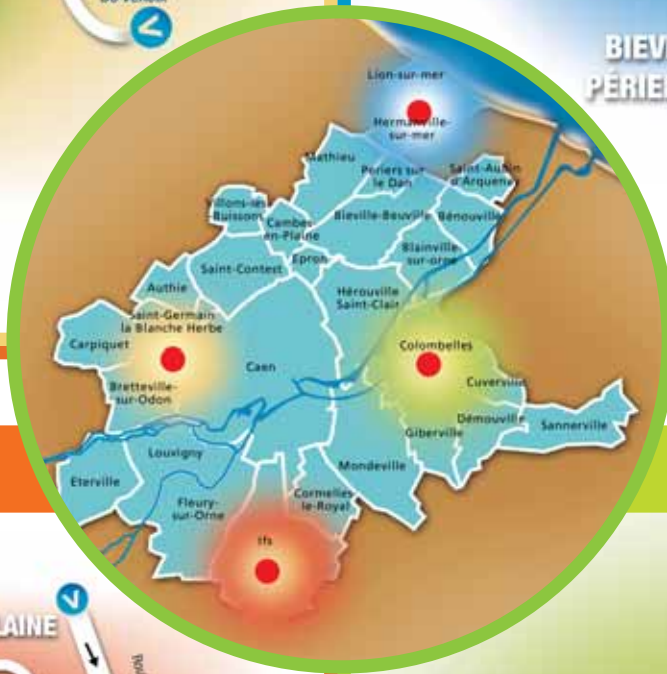 BIEV
PÉRIE
Lion-sur-mer
Hermanville-
sur-mer
Mathieu
Périers sur
le Dan
Saint-Aubin
d'Arquenay
Villons-les
-Buissons
Cambes-
en-Plaine
Bieville-Beuville
Bénouville
Blainville-
sur-orne
Epron
Saint-Contest
Authie
Hérouville
Saint-Clair
Saint-Germain
la Blanche Herbe
Carpiquet
Caen
Colombelles
Cuverville
Bretteville-
sur-Odon
Démouville
Sannerville
Giberville
Louvigny
Mondeville
Eterville
Fleury-
sur-Orne
Cormelles
le-Royal
Ifs
LAINE